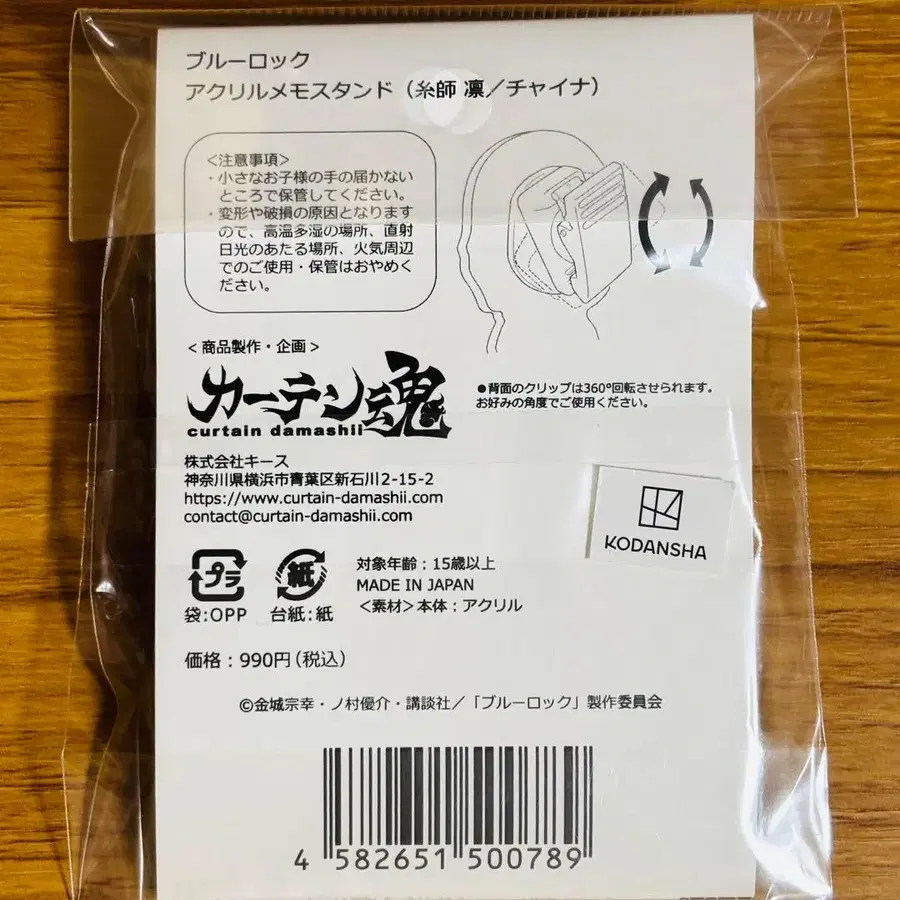 ブルーロック
アクリルメモスタンド（糸師 凛／チャイナ）
＜注意事項＞
・小さなお子様の手の届かない
ところで保管してください。
・変形や破損の原因となります
ので、高温多湿の場所、直射
日光のあたる場所、火気周辺
でのご使用・保管はおやめく
ださい。
＜商品製作・企画＞
カーテン魂
curtain damashii
●背面のクリップは360°回転させられます。
お好みの角度でご使用ください。
株式会社キース
神奈川県横浜市青葉区新石川2-15-2
https://www.curtain-damashii.com
contact@curtain-damashii.com
KODANSHA
プラ
袋:OPP
紙
台紙:紙
対象年齢：15歳以上
MADE IN JAPAN
＜素材＞本体：アクリル
価格：990円（税込）
©金城宗幸・ノ村優介・講談社／「ブルーロック」製作委員会
4 582651 500789